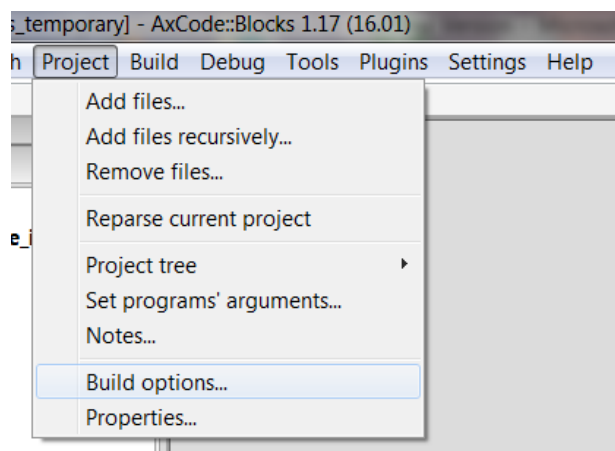 s_temporary] - AxCode::Blocks 1.17 (16.01)
h Project Build Debug Tools Plugins Settings Help
Add files...
Add files recursively...
Remove files...
Reparse current project
e_i
Project tree
Set programs' arguments...
Notes...
Build options...
Properties...